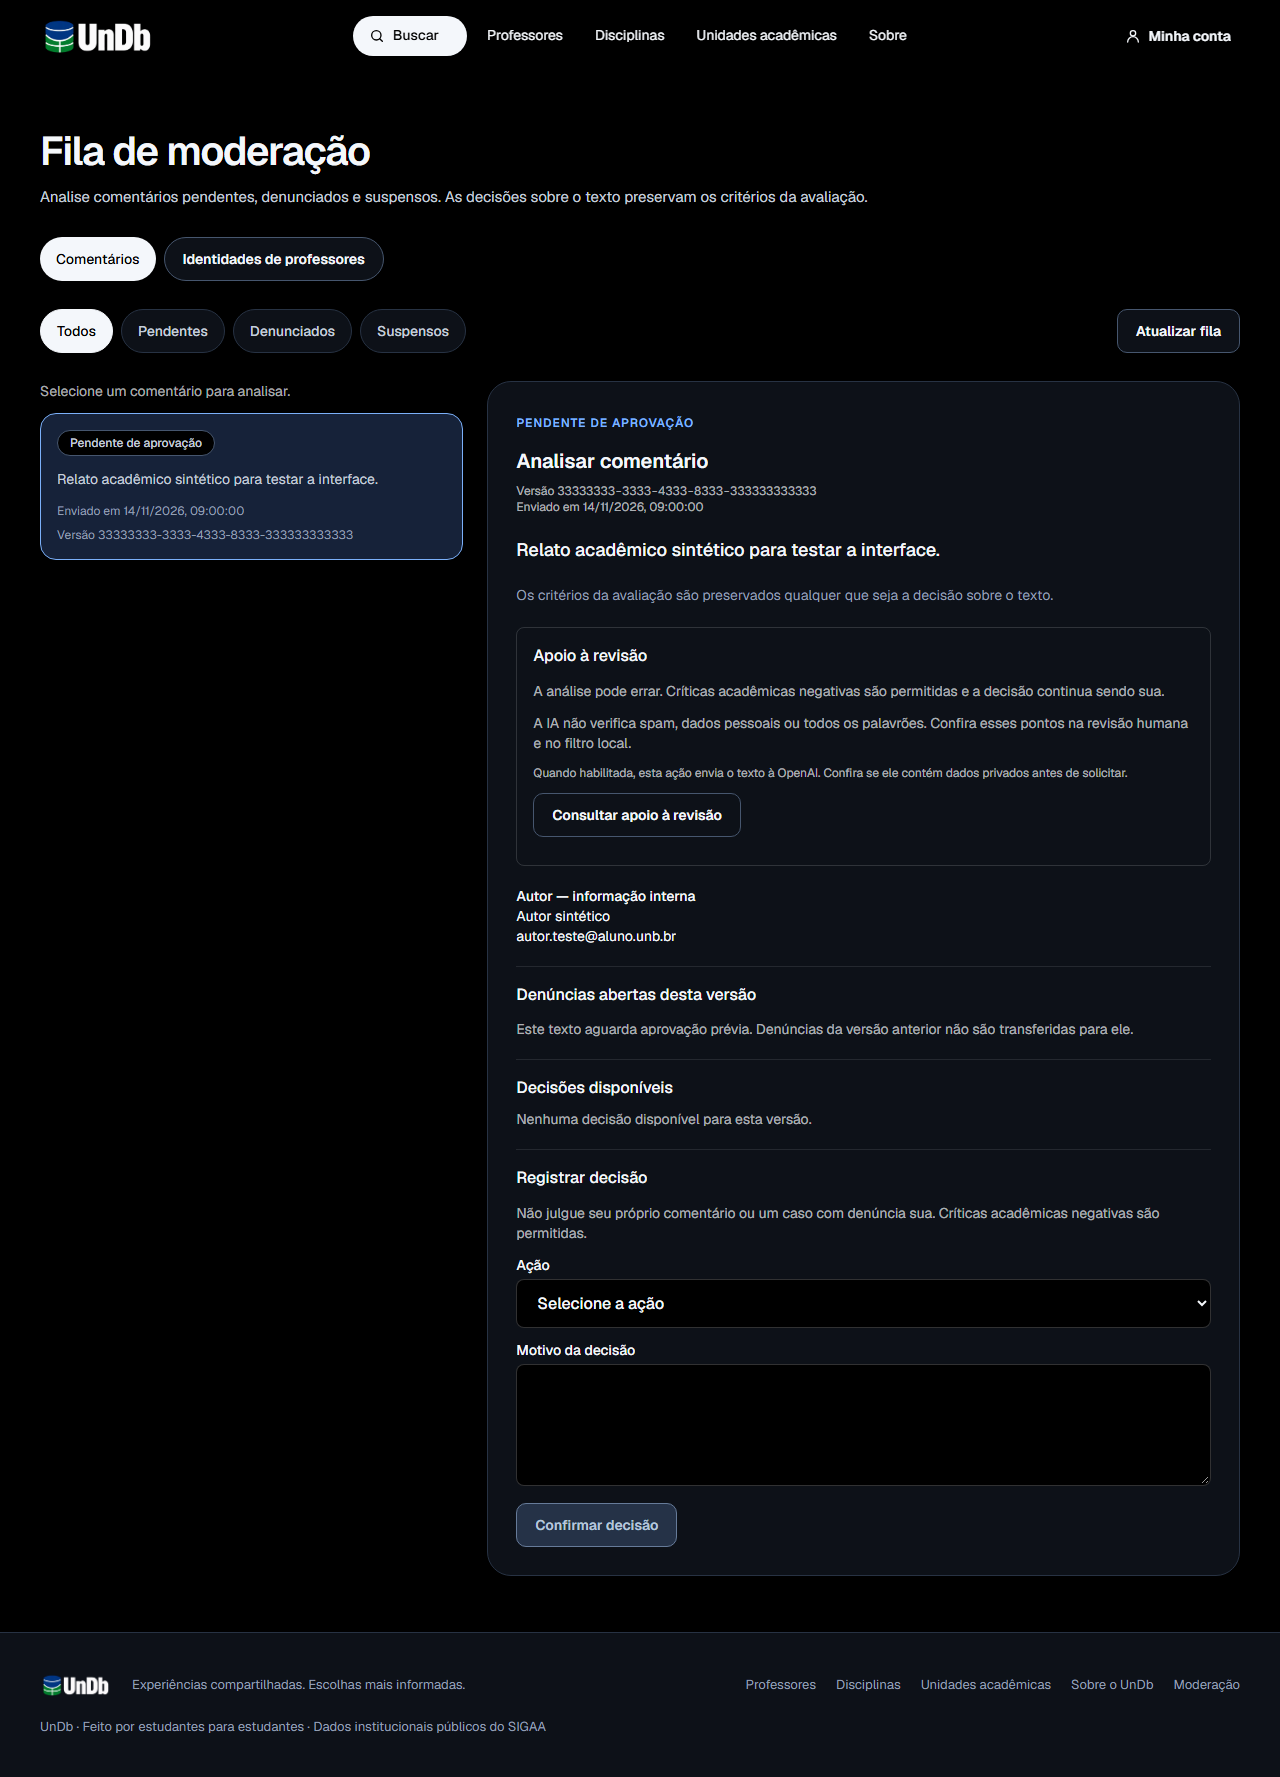 UnDb
Buscar
Professores
Disciplinas
Unidades acadêmicas
Sobre
Minha conta
Fila de moderação
Analise comentários pendentes, denunciados e suspensos. As decisões sobre o texto preservam os critérios da avaliação.
Comentários
Identidades de professores
Todos
Pendentes
Denunciados
Suspensos
Atualizar fila
Selecione um comentário para analisar.
Pendente de aprovação
Relato acadêmico sintético para testar a interface.
Enviado em 14/11/2026, 09:00:00
Versão 33333333-3333-4333-8333-333333333333
PENDENTE DE APROVAÇÃO
Analisar comentário
Versão 33333333-3333-4333-8333-333333333333
Enviado em 14/11/2026, 09:00:00
Relato acadêmico sintético para testar a interface.
Os critérios da avaliação são preservados qualquer que seja a decisão sobre o texto.
Apoio à revisão
A análise pode errar. Críticas acadêmicas negativas são permitidas e a decisão continua sendo sua.
A IA não verifica spam, dados pessoais ou todos os palavrões. Confira esses pontos na revisão humana
e no filtro local.
Quando habilitada, esta ação envia o texto à OpenAI. Confira se ele contém dados privados antes de solicitar.
Consultar apoio à revisão
Autor — informação interna
Autor sintético
autor.teste@aluno.unb.br
Denúncias abertas desta versão
Este texto aguarda aprovação prévia. Denúncias da versão anterior não são transferidas para ele.
Decisões disponíveis
Nenhuma decisão disponível para esta versão.
Registrar decisão
Não julgue seu próprio comentário ou um caso com denúncia sua. Críticas acadêmicas negativas são
permitidas.
Ação
Selecione a ação
Motivo da decisão
Confirmar decisão
UnDb
Experiências compartilhadas. Escolhas mais informadas.
Professores
Disciplinas
Unidades acadêmicas
Sobre o UnDb
Moderação
UnDb · Feito por estudantes para estudantes · Dados institucionais públicos do SIGAA